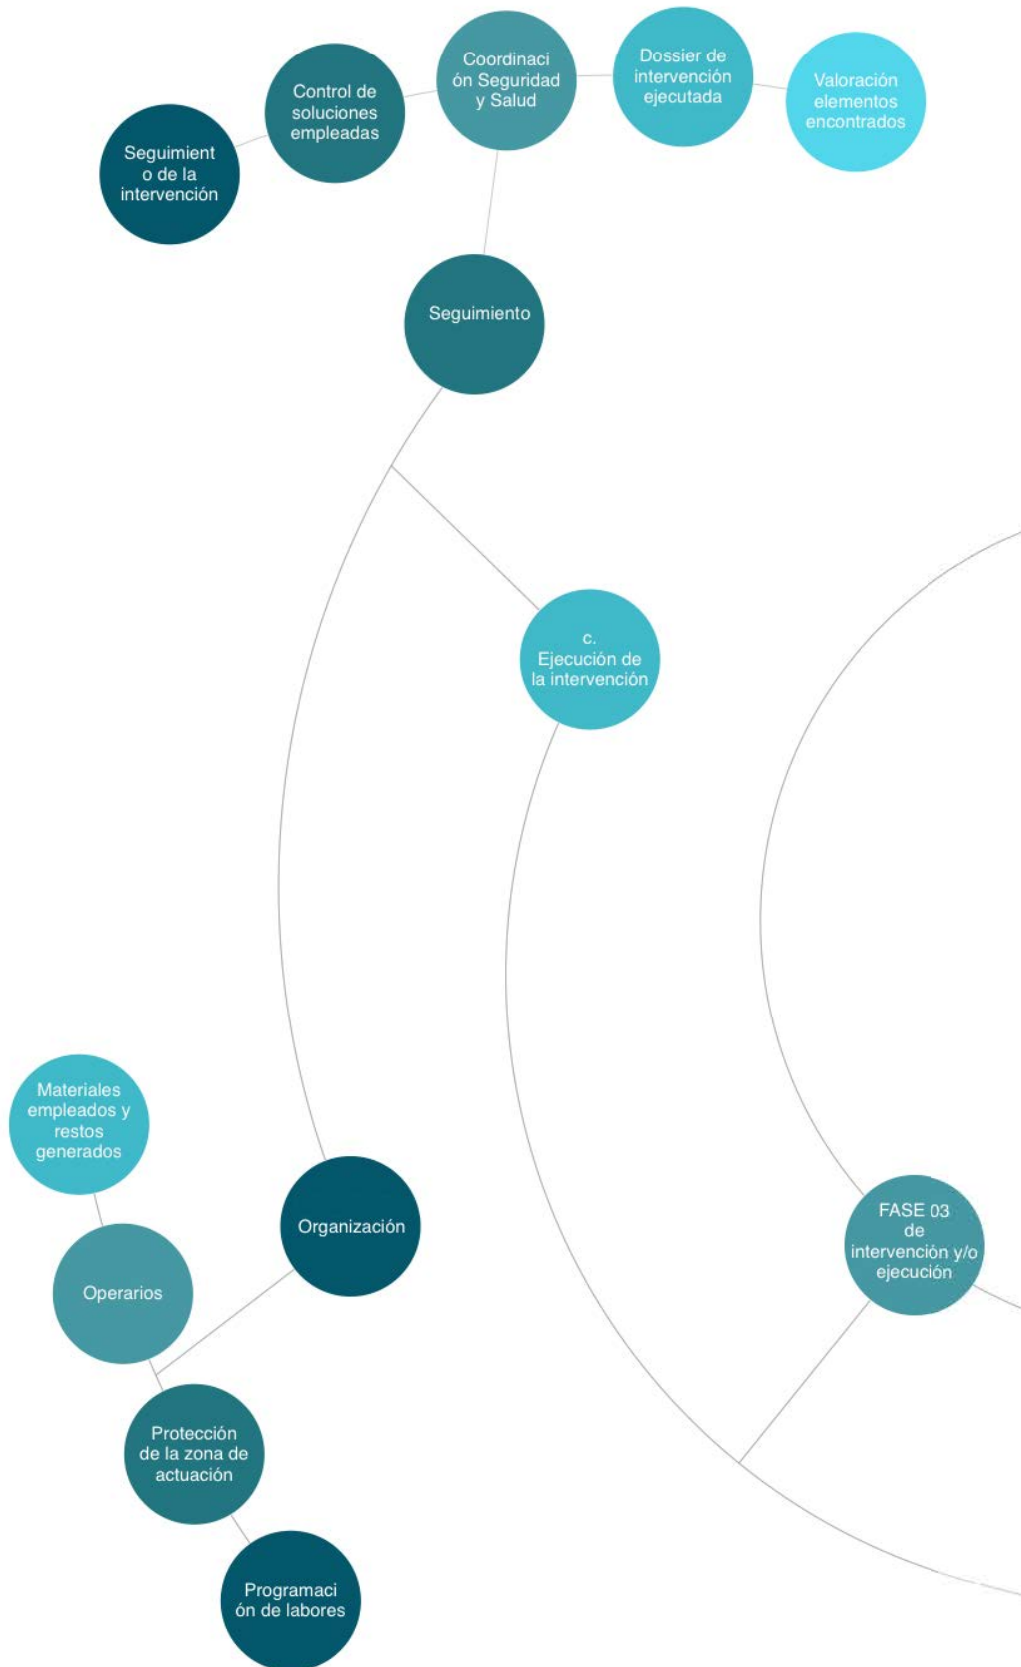 Seguimient
o de la
intervención
Control de
soluciones
empleadas
Coordinaci
ón Seguridad
y Salud
Dossier de
intervención
ejecutada
Valoración
elementos
encontrados
Seguimiento
c.
Ejecución de
la intervención
Materiales
empleados y
restos
generados
Operarios
Organización
Protección
de la zona de
actuación
Programaci
ón de labores
FASE 03
de
intervención y/o
ejecución